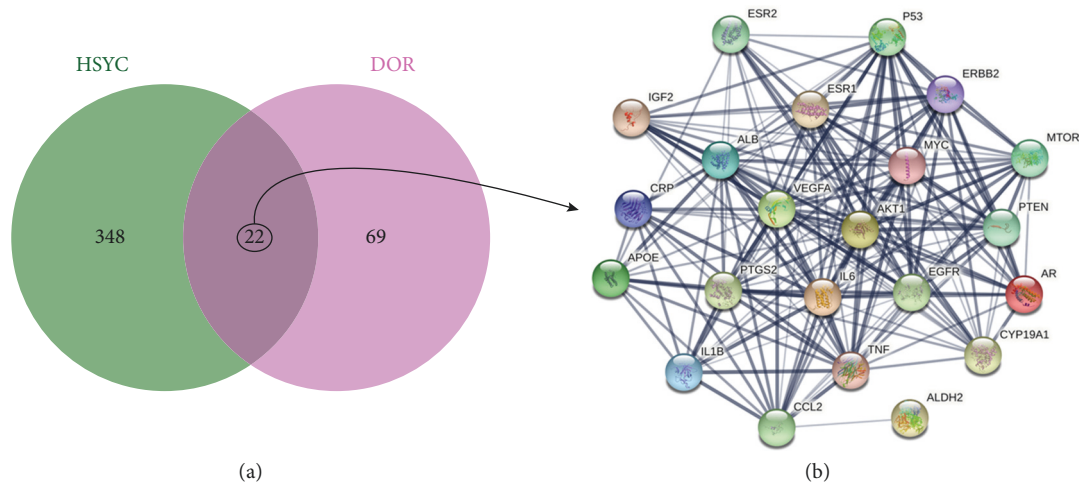 HSYC
DOR
348
22
69
(a)
ESR2
P53
ERBB2
IGF2
ESR1
ALB
MYC
MTOR
CRP
VEGFA
AKT1
PTEN
APOE
PTGS2
IL6
EGFR
AR
CYP19A1
IL1B
TNF
CCL2
ALDH2
(b)